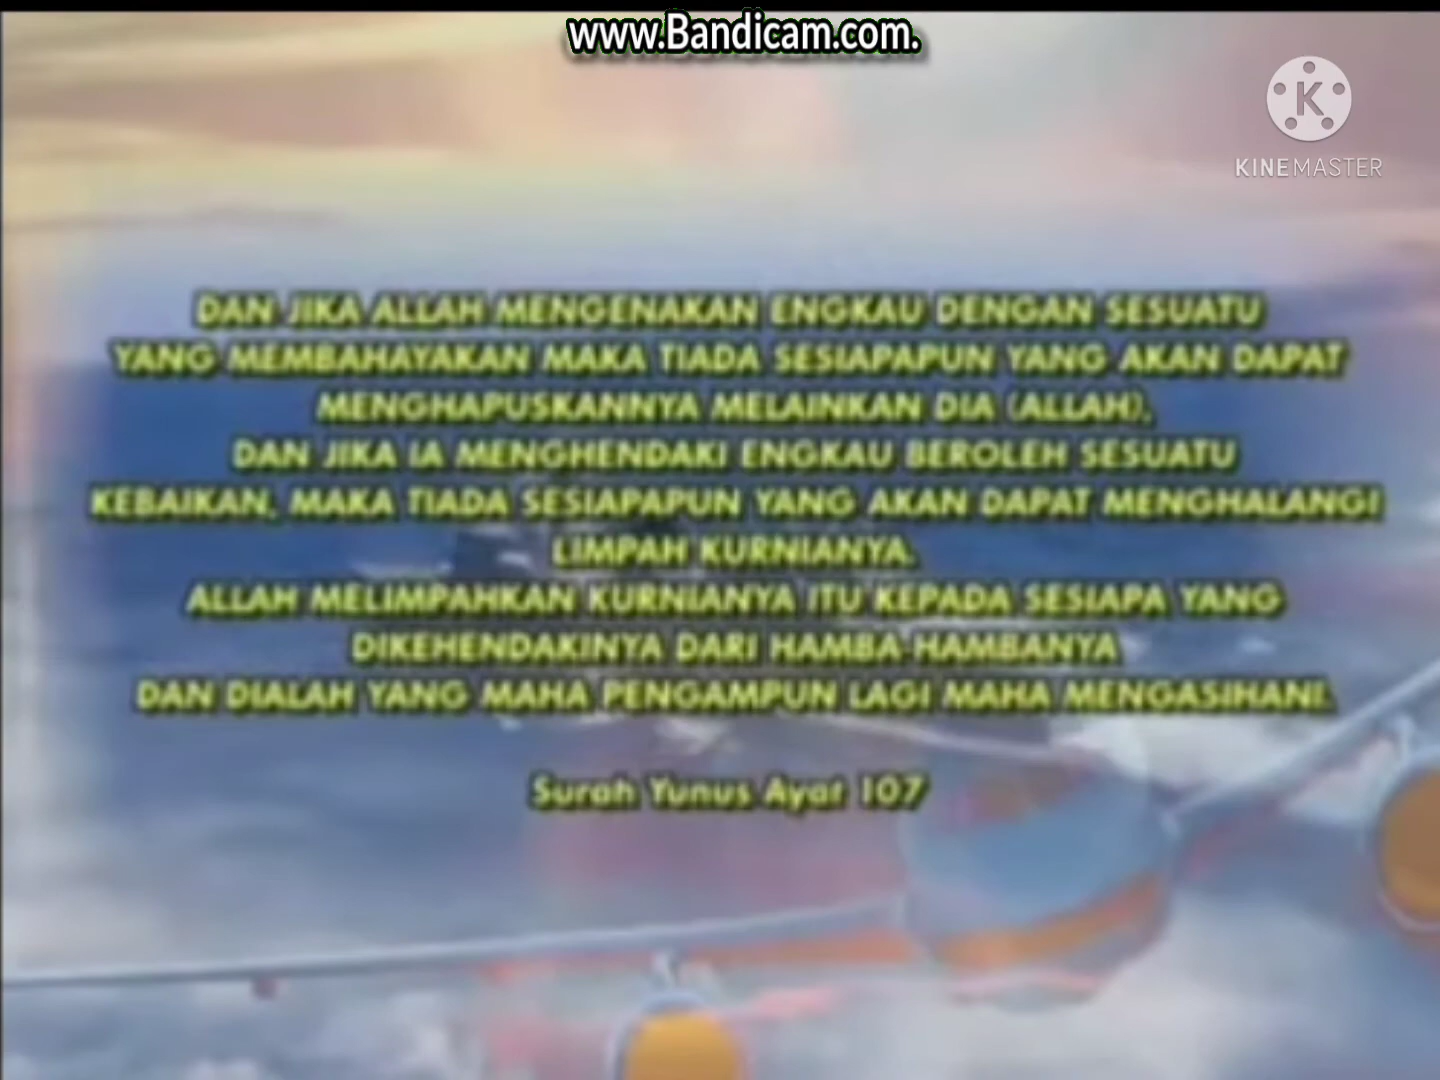 www.Bandicam.com.
K
KINEMASTER
DAN JIKA ALLAH MENGENAKAN ENGKAU DENGAN SESUATU
YANG MEMBAHAYAKAN MAKA TIADA SESIAPAPUN YANG AKAN DAPAT
MENGHAPUSKANNYA MELAINKAN DIA (ALLAH),
DAN JIKA IA MENGHENDAKI ENGKAU BEROLEH SESUATU
KEBAIKAN, MAKA TIADA SESIAPAPUN YANG AKAN DAPAT MENGHALANGI
LIMPAH KURNIANYA.
ALLAH MELIMPAHKAN KURNIANYA ITU KEPADA SESIAPA YANG
DIKEHENDAKINYA DARI HAMBA-HAMBANYA
DAN DIALAH YANG MAHA PENGAMPUN LAGI MAHA MENGASIHANI.
Surah Yunus Ayat 107